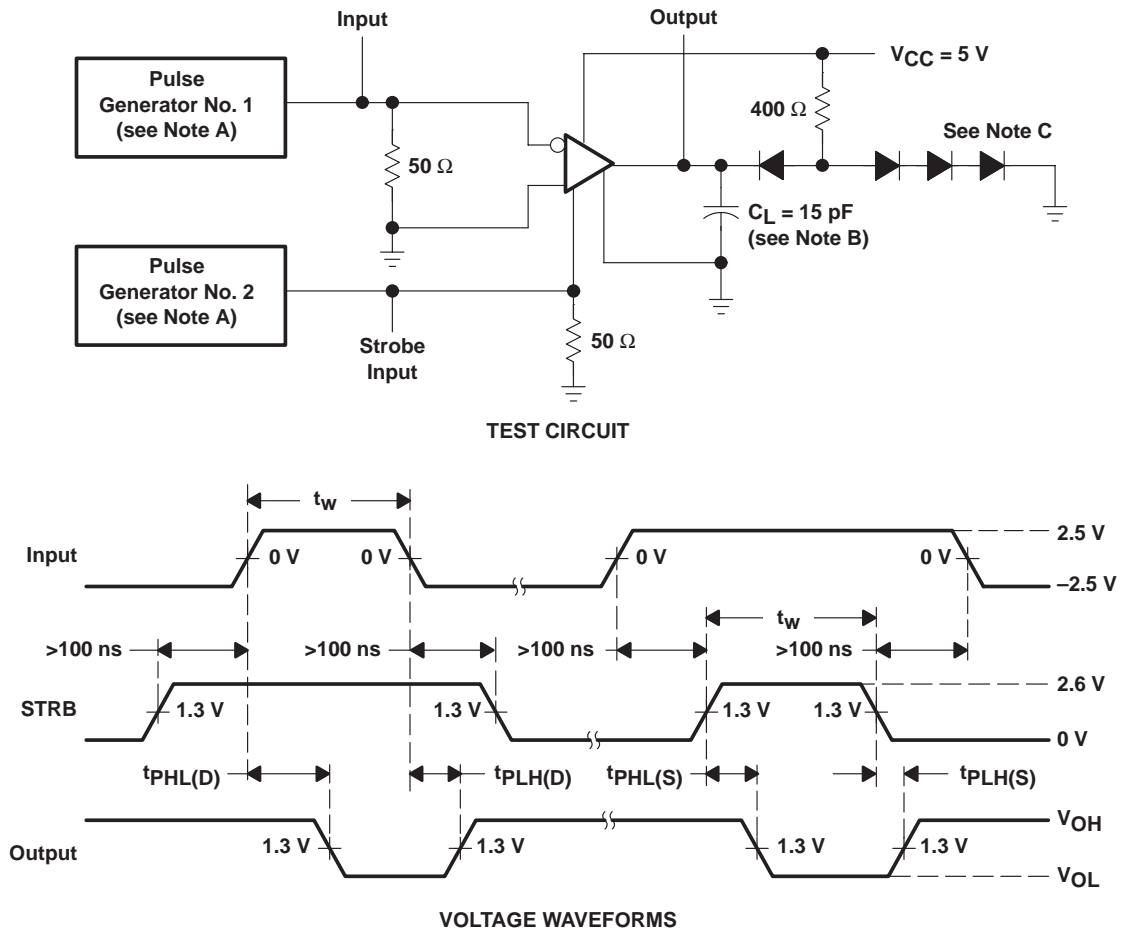 Input
Output
Pulse
Generator No. 1
(see Note A)
VCC = 5 V
400 Ω
See Note C
50 Ω
CL = 15 pF
(see Note B)
Pulse
Generator No. 2
(see Note A)
Strobe
Input
50 Ω
TEST CIRCUIT
tw
Input
0 V
0 V
0 V
0 V
2.5 V
–2.5 V
tw
>100 ns
>100 ns
>100 ns
>100 ns
STRB
1.3 V
1.3 V
1.3 V
1.3 V
2.6 V
0 V
tPHL(D)
tPLH(D)
tPHL(S)
tPLH(S)
Output
1.3 V
1.3 V
1.3 V
1.3 V
VOH
VOL
VOLTAGE WAVEFORMS